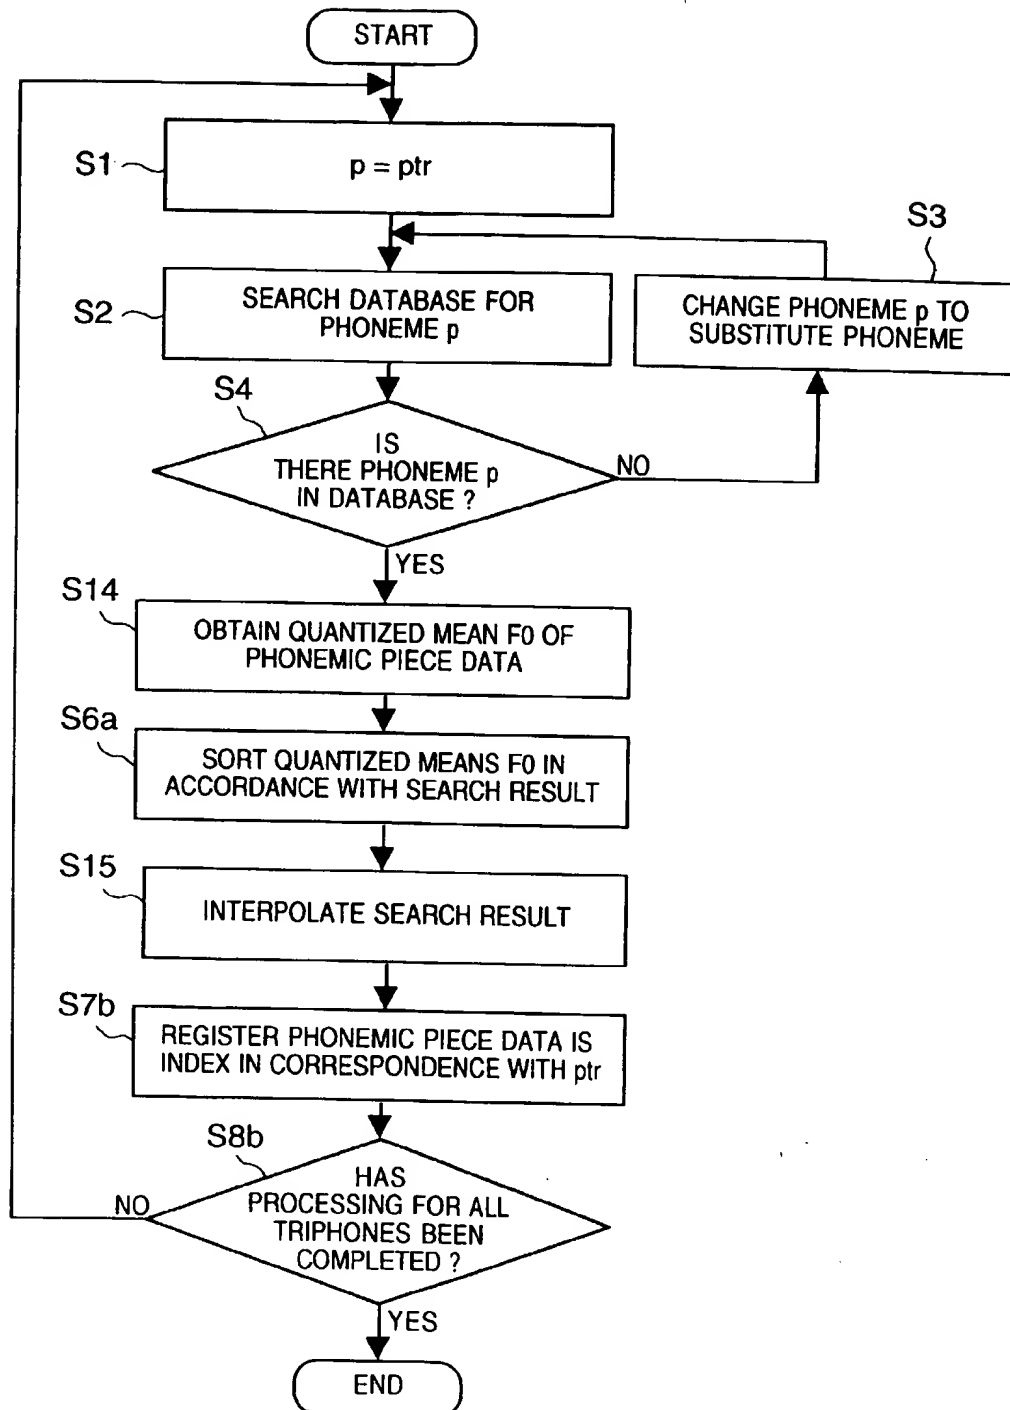 START
S1
p = ptr
S3
CHANGE PHONEME p TO
SUBSTITUTE PHONEME
S2
SEARCH DATABASE FOR
PHONEME p
S4
IS
THERE PHONEME p
IN DATABASE ?
NO
YES
S14
OBTAIN QUANTIZED MEAN F0 OF
PHONEMIC PIECE DATA
S6a
SORT QUANTIZED MEANS F0 IN
ACCORDANCE WITH SEARCH RESULT
S15
INTERPOLATE SEARCH RESULT
S7b
REGISTER PHONEMIC PIECE DATA IS
INDEX IN CORRESPONDENCE WITH ptr
S8b
HAS
PROCESSING FOR ALL
TRIPHONES BEEN
COMPLETED ?
NO
YES
END